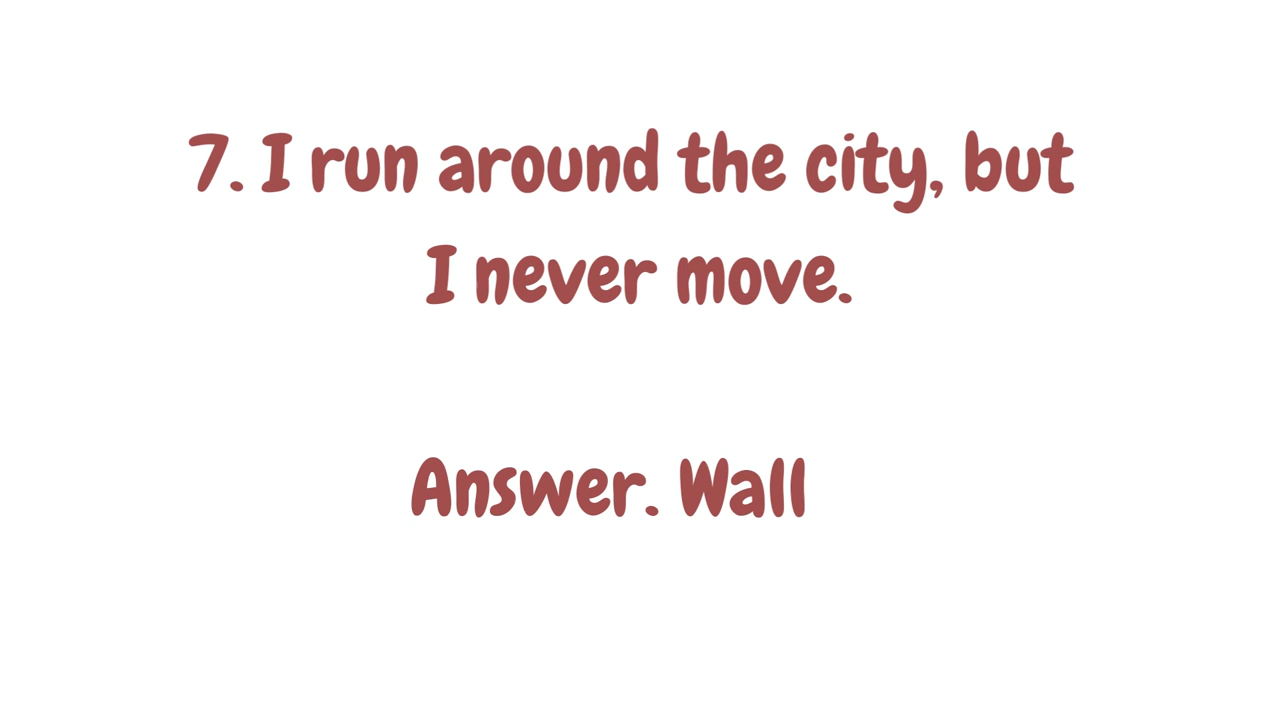 7. I run around the city, but
I never move.
Answer. Wall